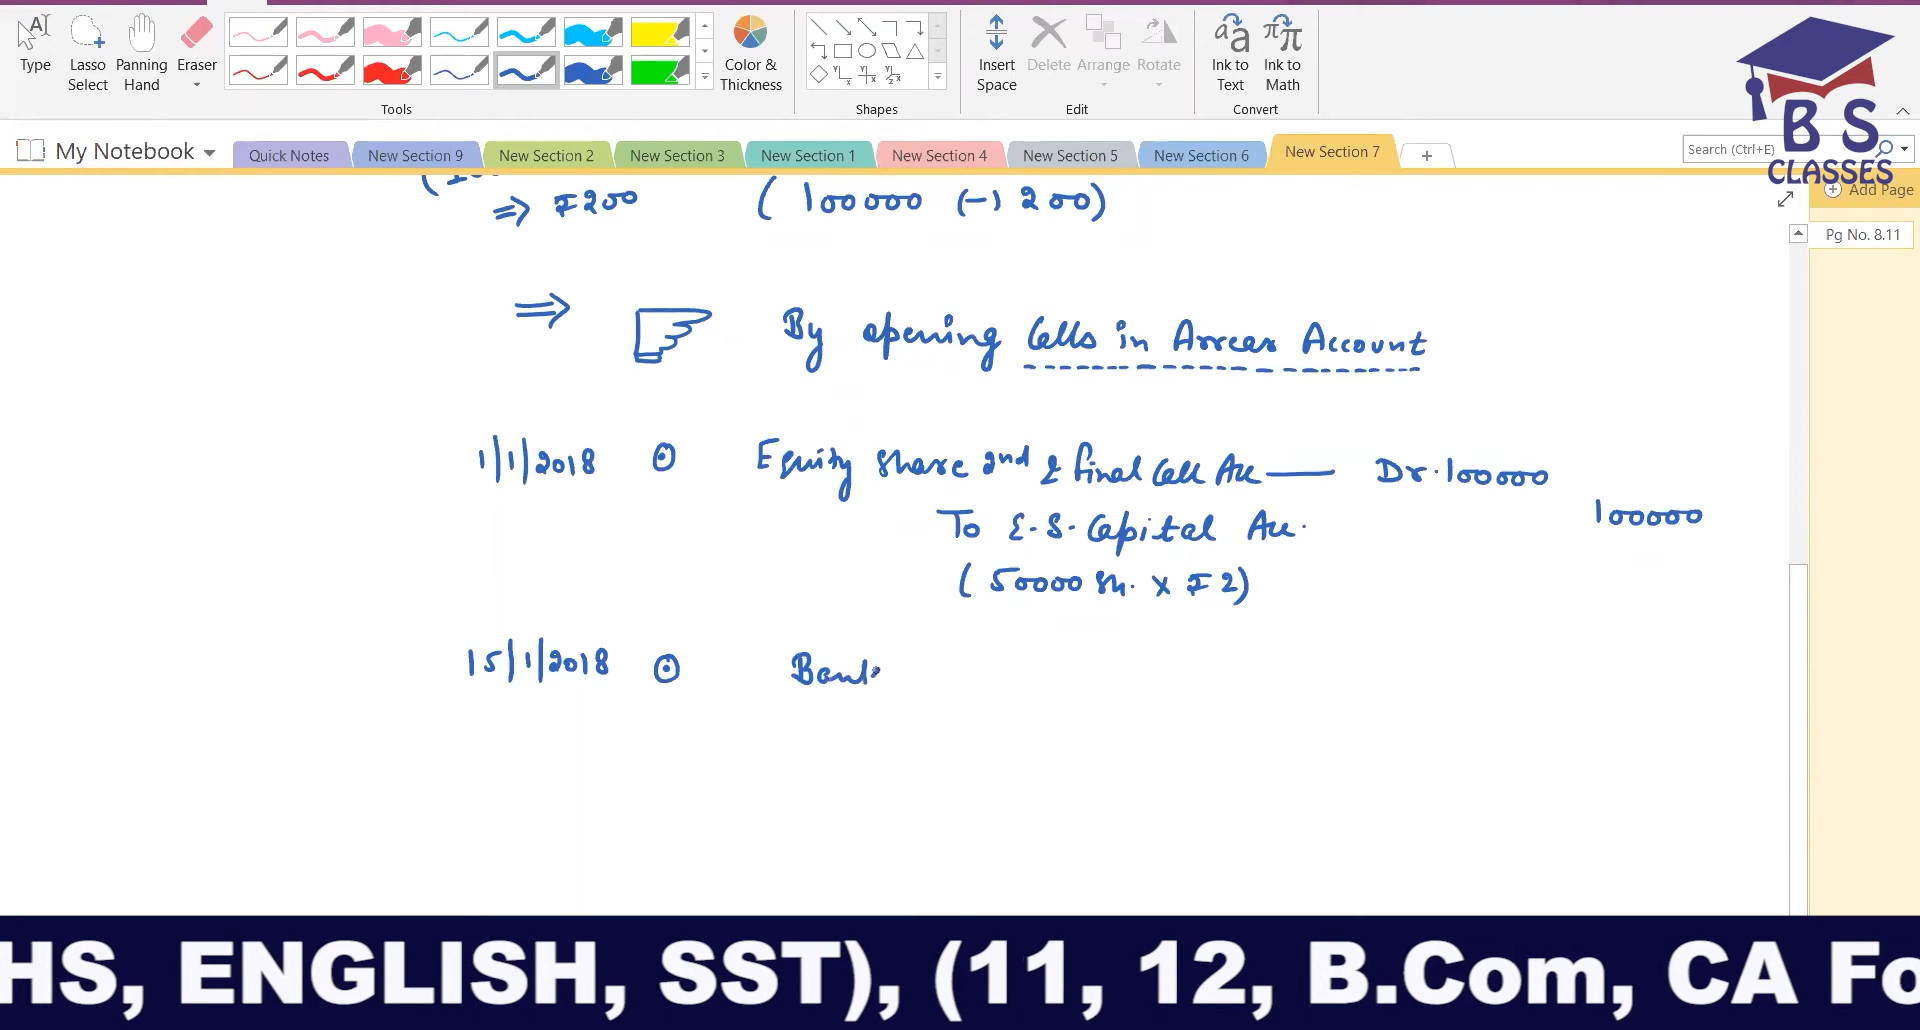 Type
Lasso Select
Panning Hand
Eraser
Color & Thickness
Insert Space
Delete
Arrange
Rotate
Ink to Text
Ink to Math
Tools
Shapes
Edit
Convert
B S
CLASSES
My Notebook
Quick Notes
New Section 9
New Section 2
New Section 3
New Section 1
New Section 4
New Section 5
New Section 6
New Section 7
Search (Ctrl+E)
Add Page
Pg No. 8.11
⇒ ₹200 ( 100000 (-) 200)
⇒ By opening Calls in Arrear Account
1/1/2018 Equity Share 2nd & final Call A/c —— Dr. 100000
To E.S. Capital A/c. 100000
( 50000 Sh. x ₹ 2)
15/1/2018 Bank
HS, ENGLISH, SST), (11, 12, B.Com, CA Fo